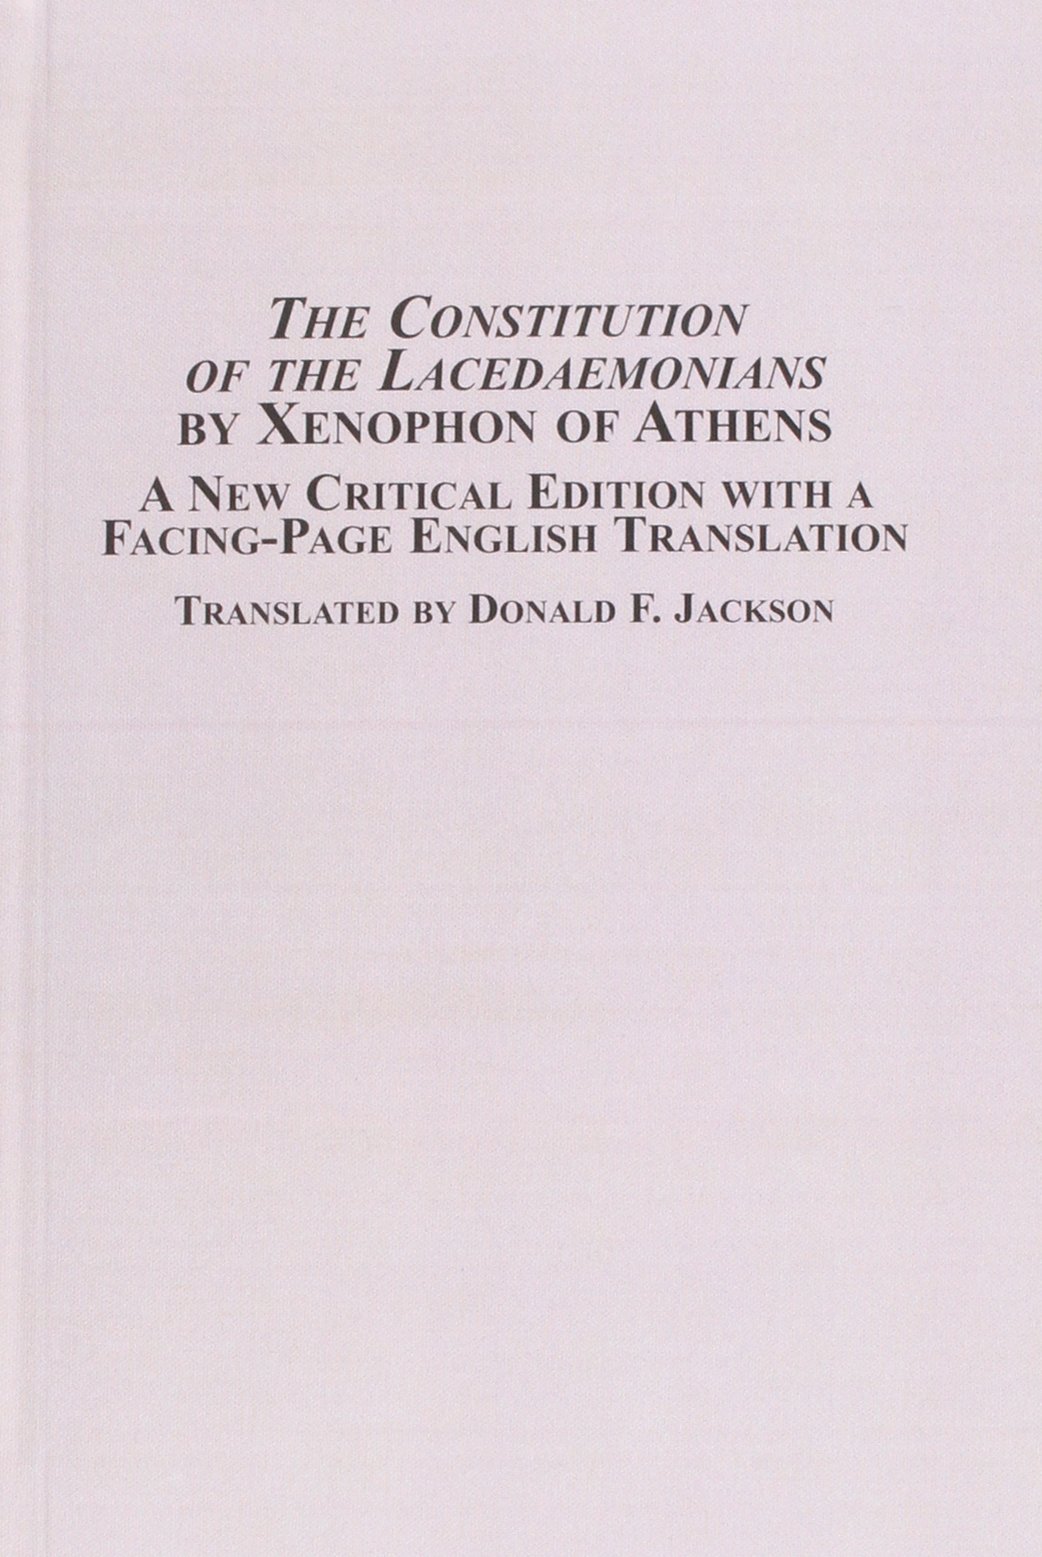 The Constitution
of the Lacedaemonians
by Xenophon of Athens
A New Critical Edition with a
Facing-Page English Translation
Translated by Donald F. Jackson